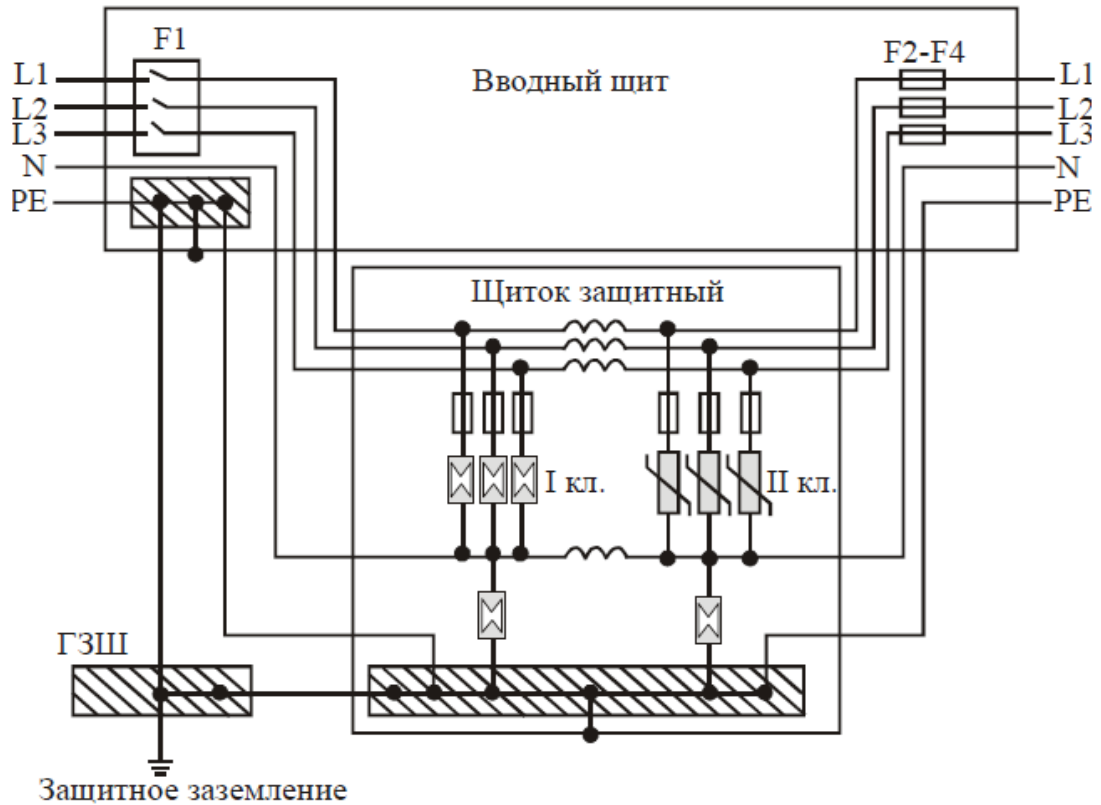 F1
Вводный щит
F2-F4
L1
L2
L3
N
PE
L1
L2
L3
N
PE
Щиток защитный
I кл.
II кл.
ГЗШ
Защитное заземление